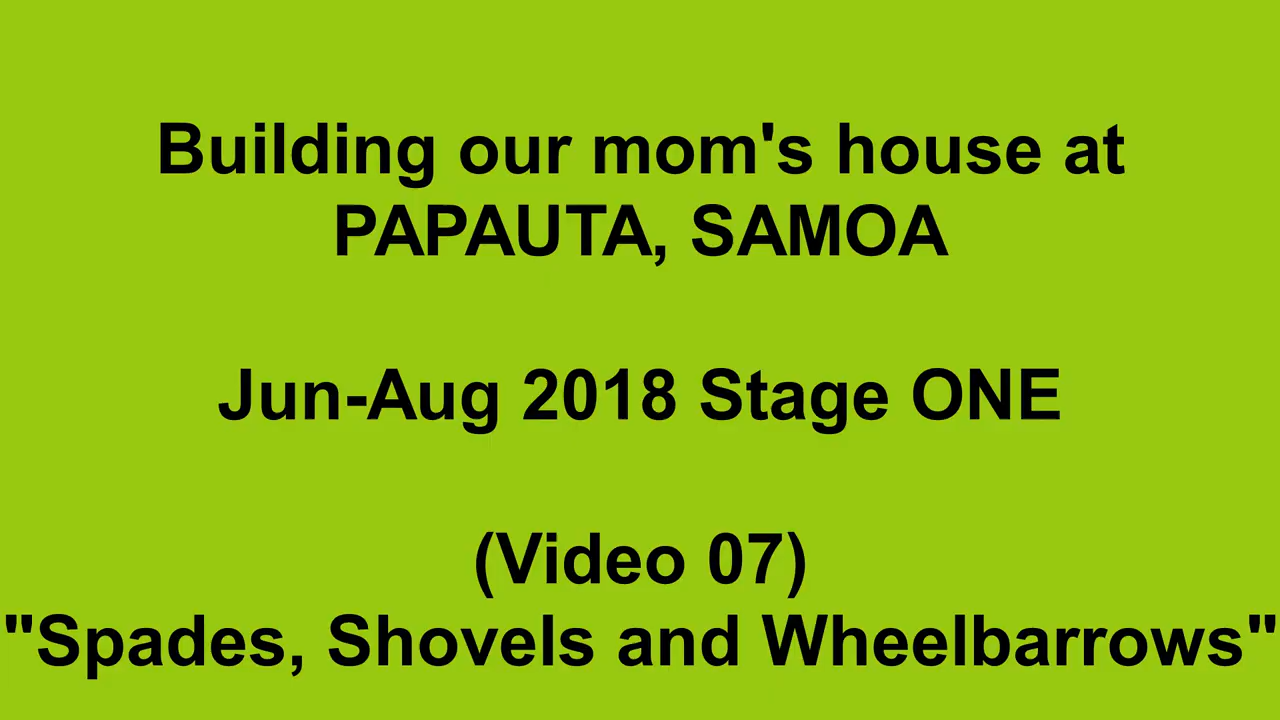 Building our mom's house at
PAPAUTA, SAMOA
Jun-Aug 2018 Stage ONE
(Video 07)
"Spades, Shovels and Wheelbarrows"